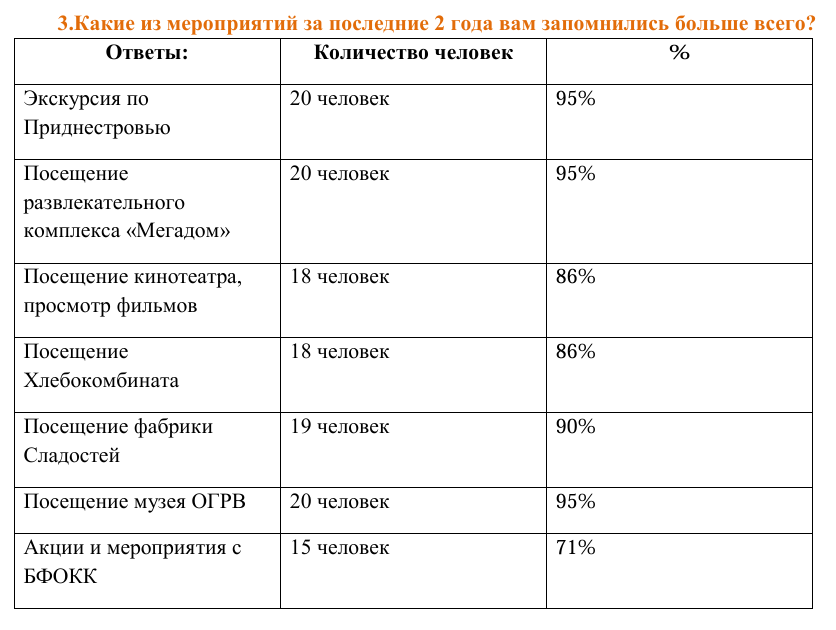 3.Какие из мероприятий за последние 2 года вам запомнились больше всего?
Ответы: Количество человек %
Экскурсия по 20 человек 95%
Приднестровью
Посещение 20 человек 95%
развлекательного
комплекса «Мегадом»
Посещение кинотеатра, 18 человек 86%
просмотр фильмов
Посещение 18 человек 86%
Хлебокомбината
Посещение фабрики 19 человек 90%
Сладостей
Посещение музея ОГРВ 20 человек 95%
Акции и мероприятия с 15 человек 71%
БФОКК